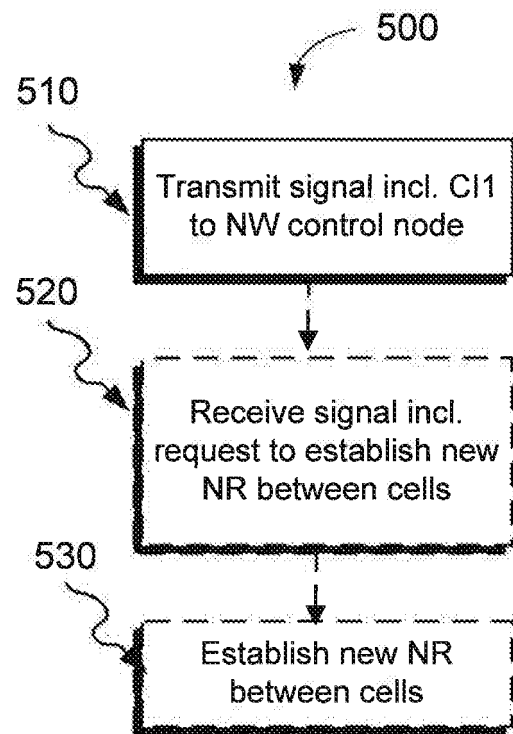 500
510
Transmit signal incl. CI1
to NW control node
520
Receive signal incl.
request to establish new
NR between cells
530
Establish new NR
between cells